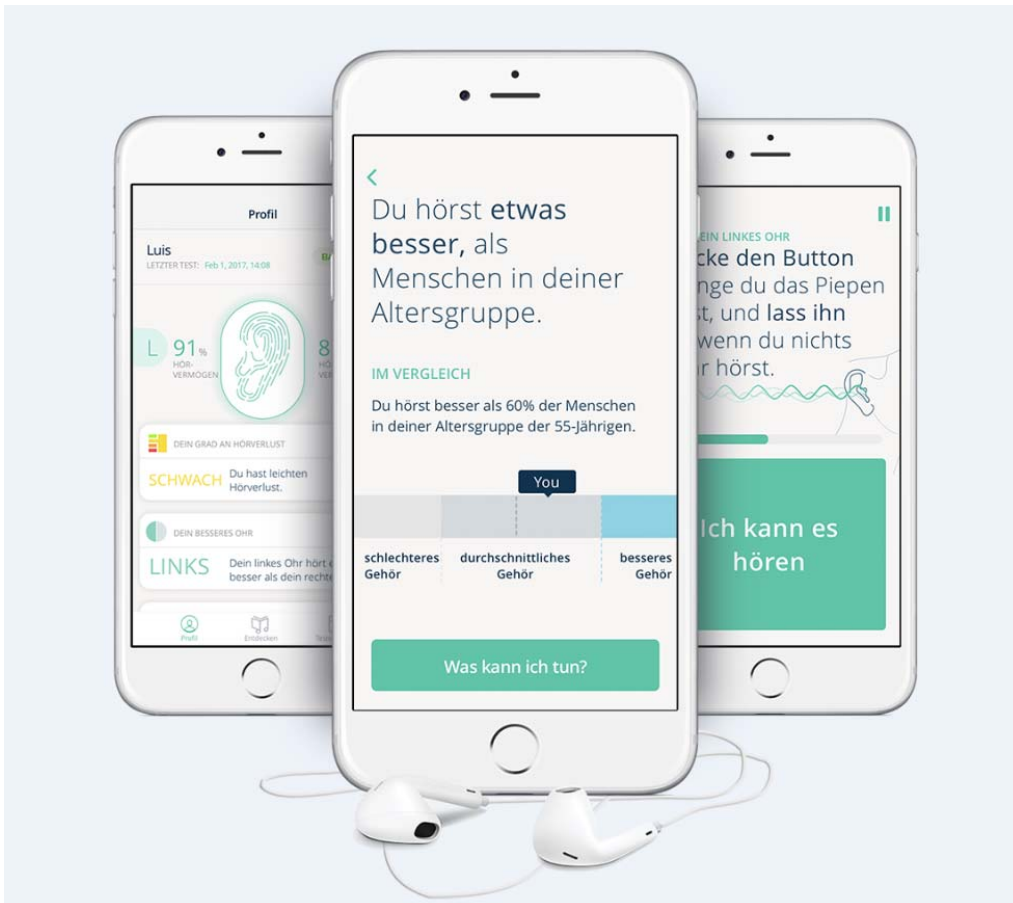 Profil
Luis
LETZTER TEST: Feb 1, 2017, 14:08
L 91%
HÖR-
VERMÖGEN
8
DEIN GRAD AN HÖRVERLUST
SCHWACH
Du hast leichten
Hörverlust.
DEIN BESSERES OHR
LINKS
Dein linkes Ohr hört
besser als dein rechte
Profil
Entdecken
Du hörst etwas
besser, als
Menschen in deiner
Altersgruppe.
IM VERGLEICH
Du hörst besser als 60% der Menschen
in deiner Altersgruppe der 55-Jährigen.
You
schlechteres
Gehör
durchschnittliches
Gehör
besseres
Gehör
Was kann ich tun?
EIN LINKES OHR
cke den Button
nge du das Piepen
st, und lass ihn
wenn du nichts
r hörst.
Ich kann es
hören